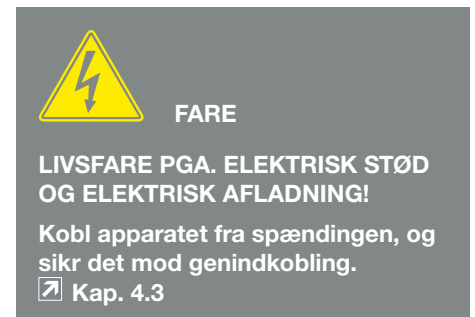 FARE
LIVSFARE PGA. ELEKTRISK STØD
OG ELEKTRISK AFLADNING!
Kobl apparatet fra spændingen, og
sikr det mod genindkobling.
Kap. 4.3